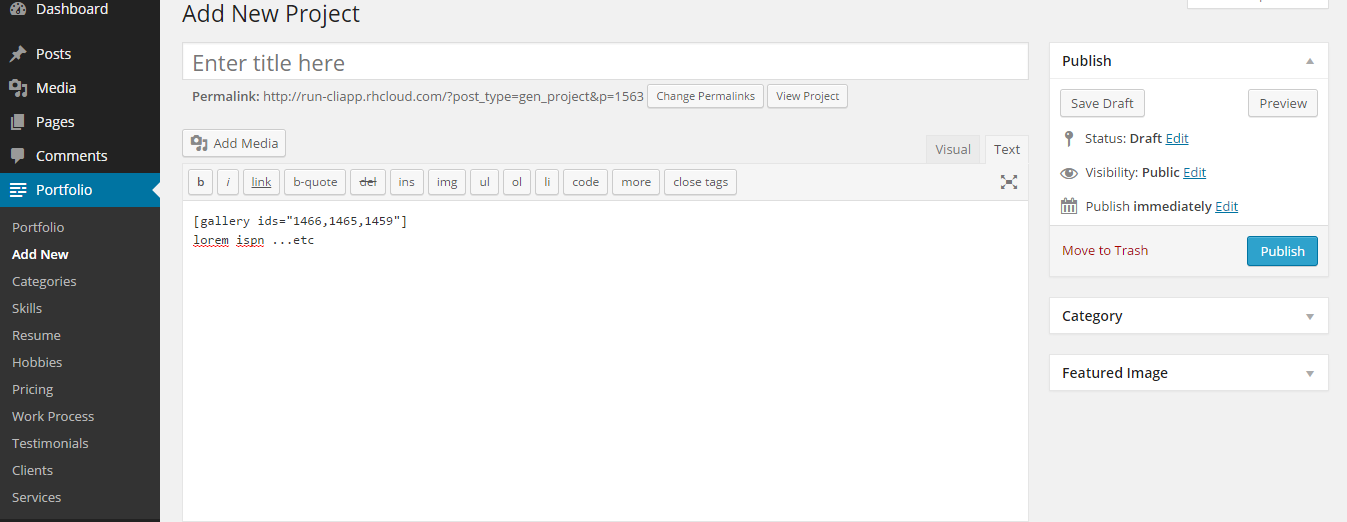 Dashboard
Posts
Media
Pages
Comments
Portfolio
Portfolio
Add New
Categories
Skills
Resume
Hobbies
Pricing
Work Process
Testimonials
Clients
Services
Add New Project
Enter title here
Permalink: http://run-cliapp.rhcloud.com/?post_type=gen_project&p=1563 Change Permalinks View Project
Add Media
Visual Text
b i link b-quote del ins img ul ol li code more close tags
[gallery ids="1466,1465,1459"]
lorem ispn ...etc
Publish
Save Draft Preview
Status: Draft Edit
Visibility: Public Edit
Publish immediately Edit
Move to Trash Publish
Category
Featured Image